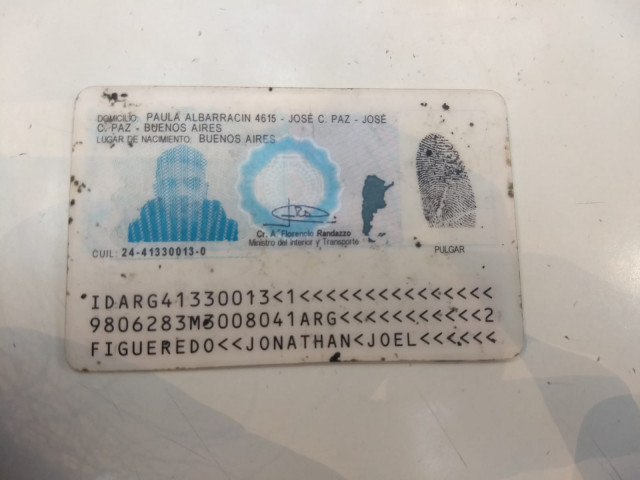 DOMICILIO: PAULA ALBARRACIN 4615 - JOSÉ C. PAZ - JOSÉ
C. PAZ - BUENOS AIRES
LUGAR DE NACIMIENTO: BUENOS AIRES
Cr. A. Florencio Randazzo
Ministro del Interior y Transporte
CUIL: 24-41330013-0
PULGAR
IDARG41330013<1<<<<<<<<<<<<<<<
9806283M3008041ARG<<<<<<<<<<<2
FIGUEREDO<<JONATHAN<JOEL<<<<<<